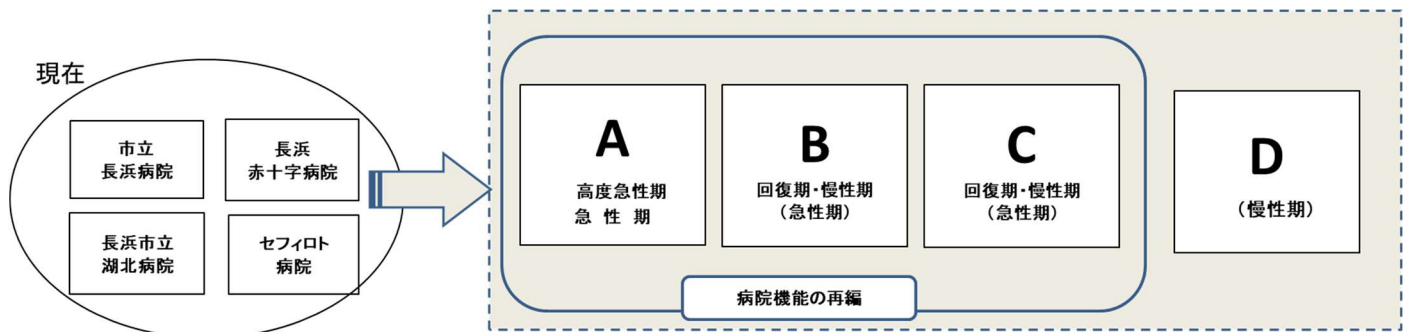 現在
市立
長浜病院
長浜
赤十字病院
長浜市立
湖北病院
セフィロト
病院
A
高度急性期
急 性 期
B
回復期・慢性期
（急性期）
C
回復期・慢性期
（急性期）
D
（慢性期）
病院機能の再編